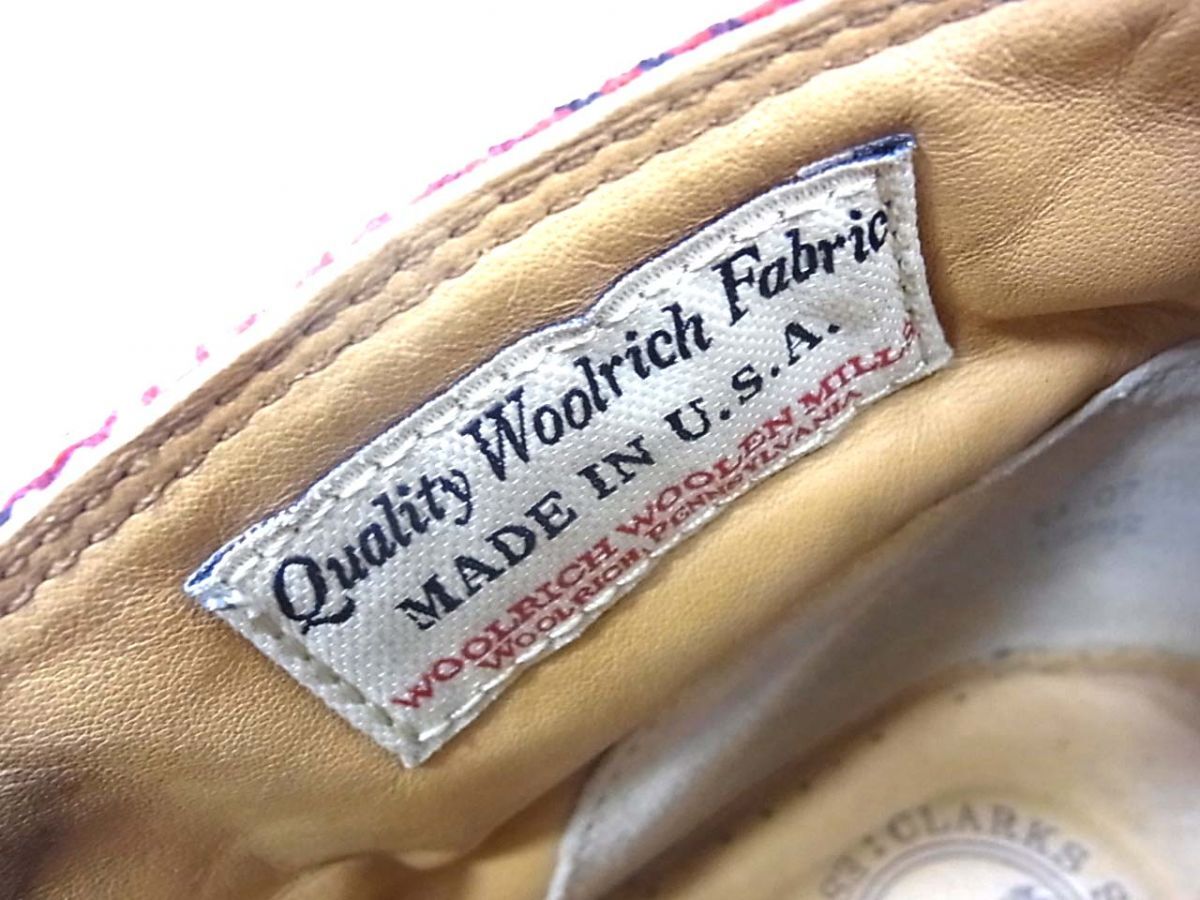 Quality Woolrich Fabric
MADE IN U.S.A.
WOOLRICH WOOLEN MILLS
WOOLRICH, PENNSYLVANIA
CLARKS